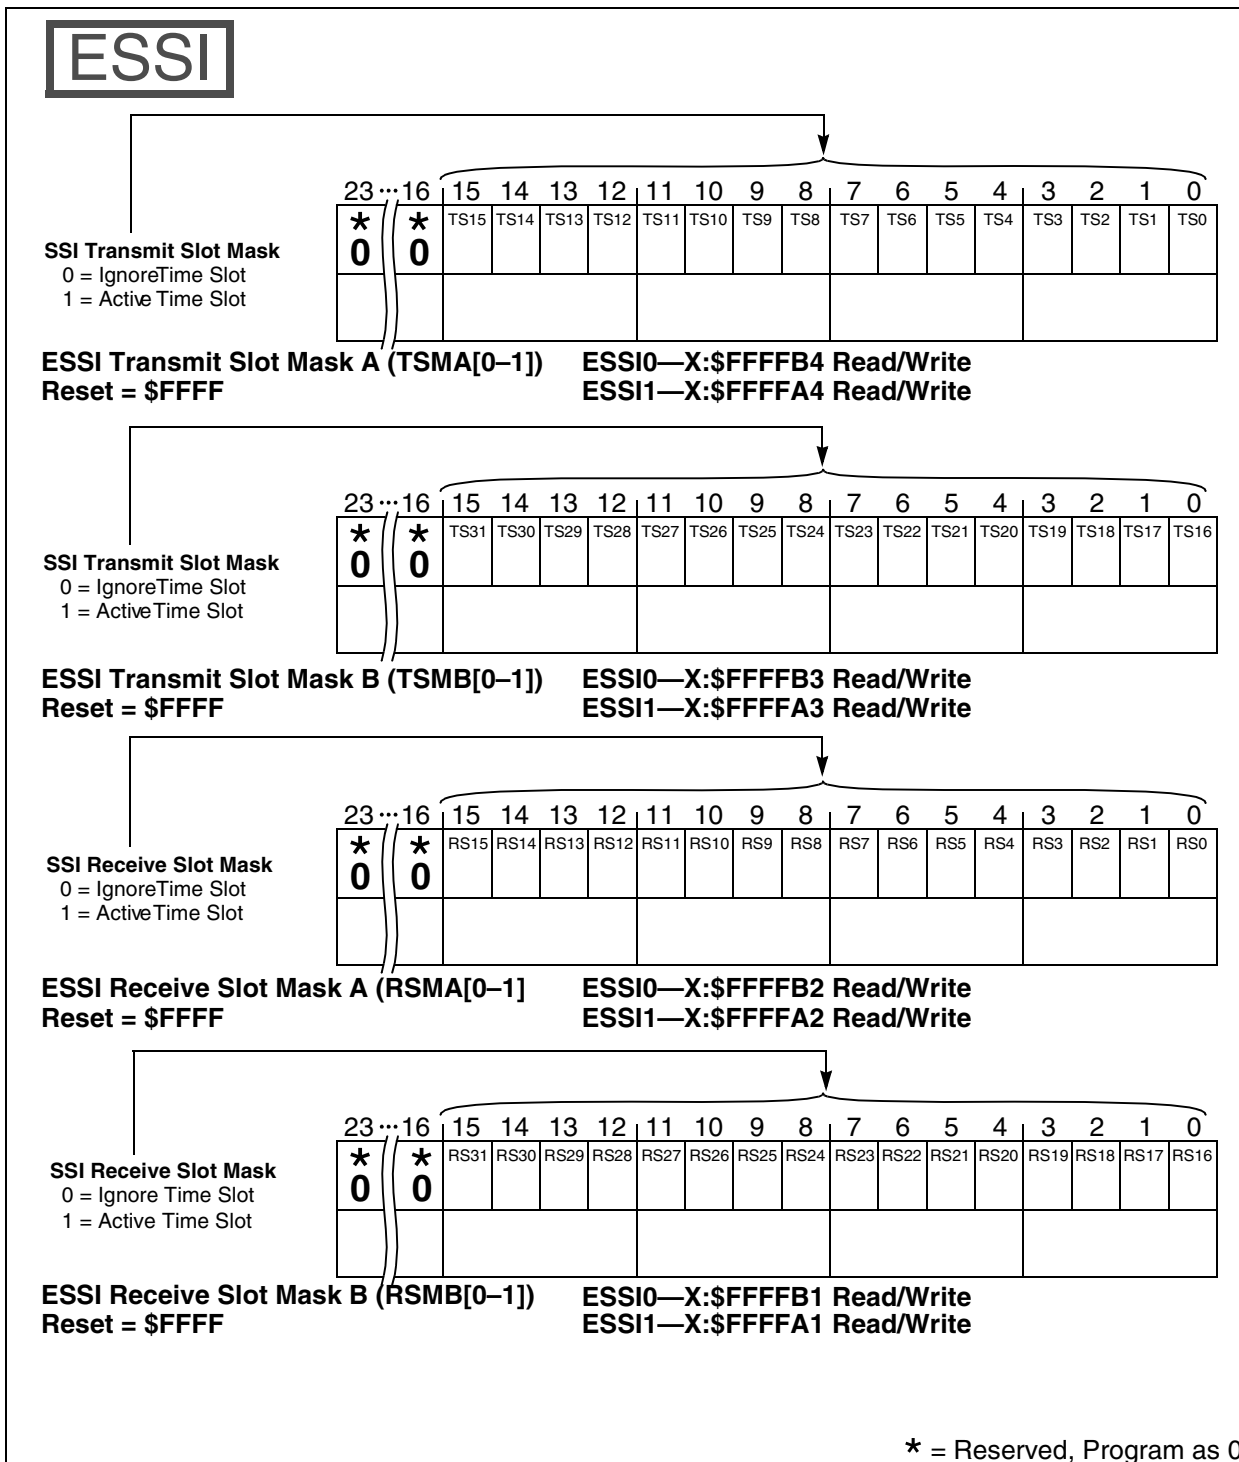 ESSI
23 ... 16 15 14 13 12 11 10 9 8 7 6 5 4 3 2 1 0
* * TS15 TS14 TS13 TS12 TS11 TS10 TS9 TS8 TS7 TS6 TS5 TS4 TS3 TS2 TS1 TS0
0 0
SSI Transmit Slot Mask
0 = IgnoreTime Slot
1 = Active Time Slot
ESSI Transmit Slot Mask A (TSMA[0–1]) ESSI0—X:$FFFFB4 Read/Write
Reset = $FFFF ESSI1—X:$FFFFA4 Read/Write
23 ... 16 15 14 13 12 11 10 9 8 7 6 5 4 3 2 1 0
* * TS31 TS30 TS29 TS28 TS27 TS26 TS25 TS24 TS23 TS22 TS21 TS20 TS19 TS18 TS17 TS16
0 0
SSI Transmit Slot Mask
0 = IgnoreTime Slot
1 = ActiveTime Slot
ESSI Transmit Slot Mask B (TSMB[0–1]) ESSI0—X:$FFFFB3 Read/Write
Reset = $FFFF ESSI1—X:$FFFFA3 Read/Write
23 ... 16 15 14 13 12 11 10 9 8 7 6 5 4 3 2 1 0
* * RS15 RS14 RS13 RS12 RS11 RS10 RS9 RS8 RS7 RS6 RS5 RS4 RS3 RS2 RS1 RS0
0 0
SSI Receive Slot Mask
0 = IgnoreTime Slot
1 = ActiveTime Slot
ESSI Receive Slot Mask A (RSMA[0–1] ESSI0—X:$FFFFB2 Read/Write
Reset = $FFFF ESSI1—X:$FFFFA2 Read/Write
23 ... 16 15 14 13 12 11 10 9 8 7 6 5 4 3 2 1 0
* * RS31 RS30 RS29 RS28 RS27 RS26 RS25 RS24 RS23 RS22 RS21 RS20 RS19 RS18 RS17 RS16
0 0
SSI Receive Slot Mask
0 = Ignore Time Slot
1 = Active Time Slot
ESSI Receive Slot Mask B (RSMB[0–1]) ESSI0—X:$FFFFB1 Read/Write
Reset = $FFFF ESSI1—X:$FFFFA1 Read/Write
* = Reserved, Program as 0